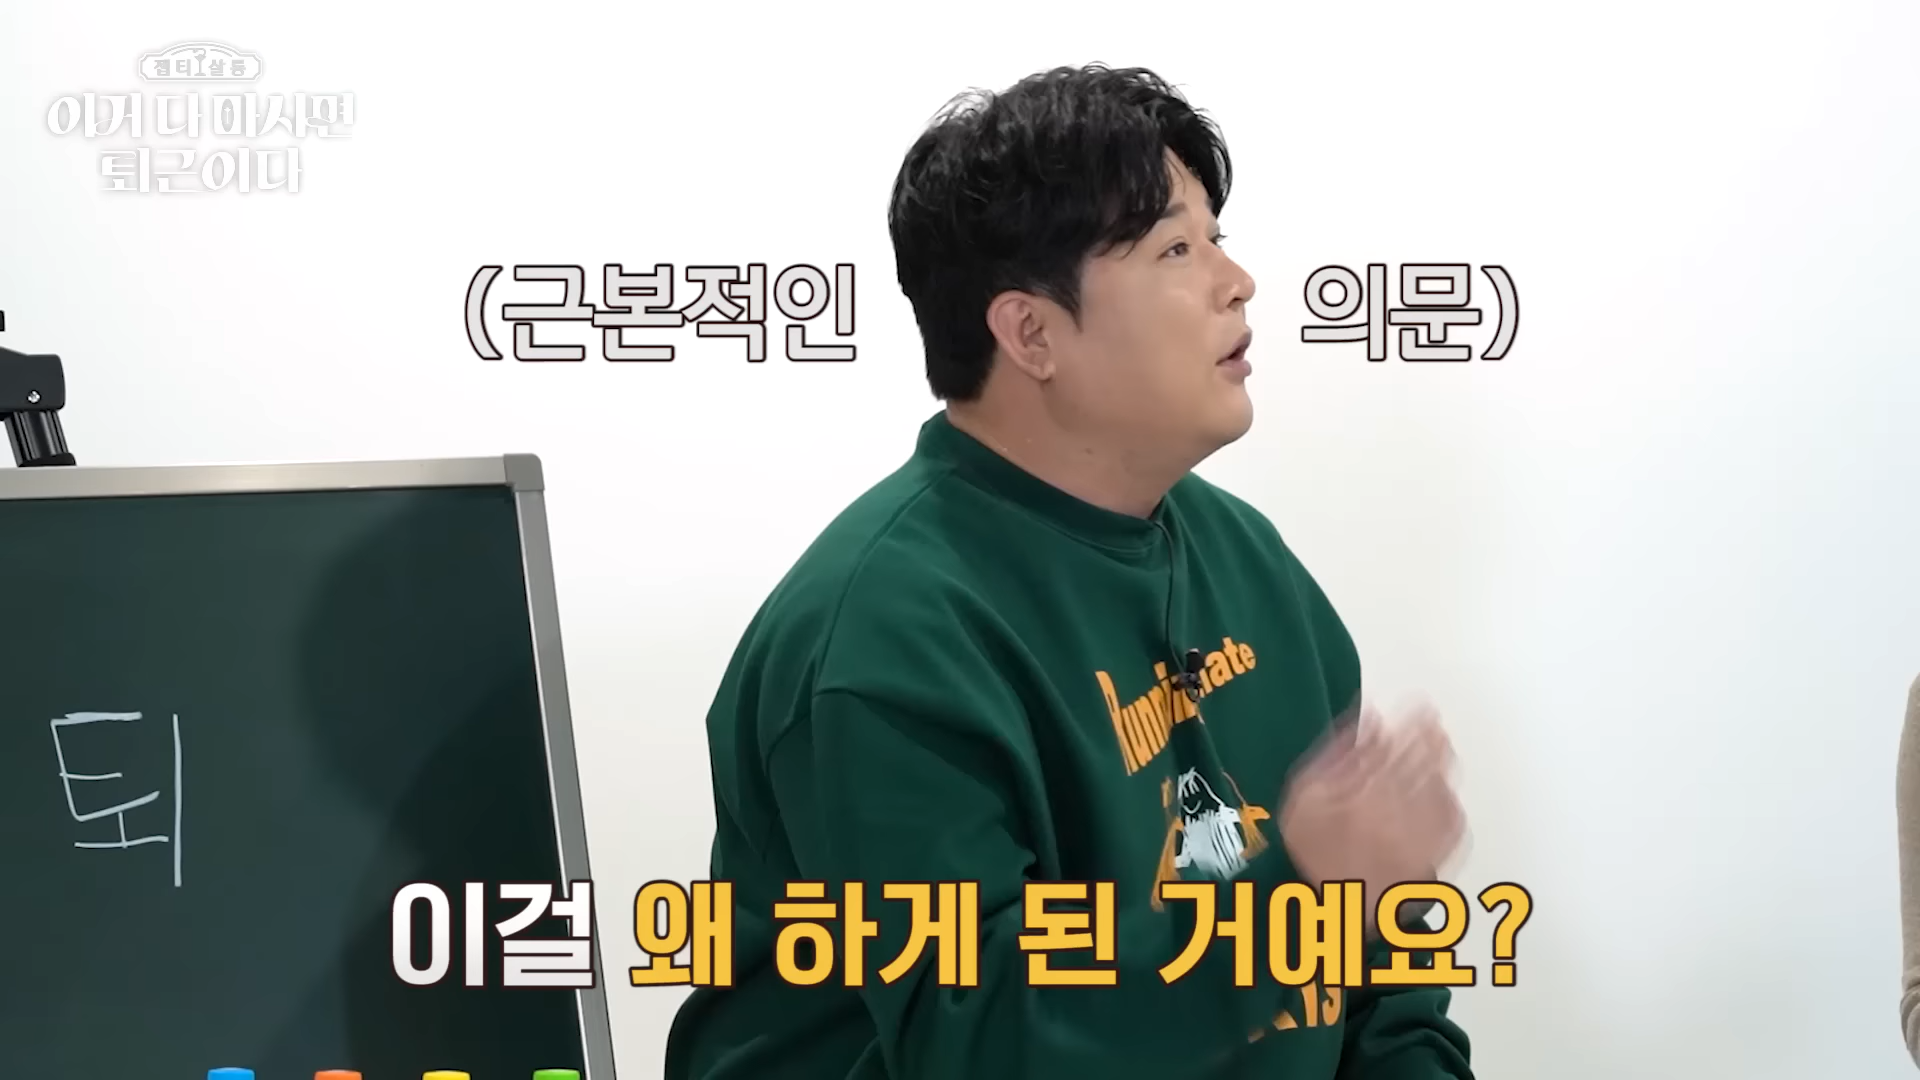 잡티살롱
이거 다 마시면
퇴근이다
(근본적인 의문)
퇴
이걸 왜 하게 된 거예요?